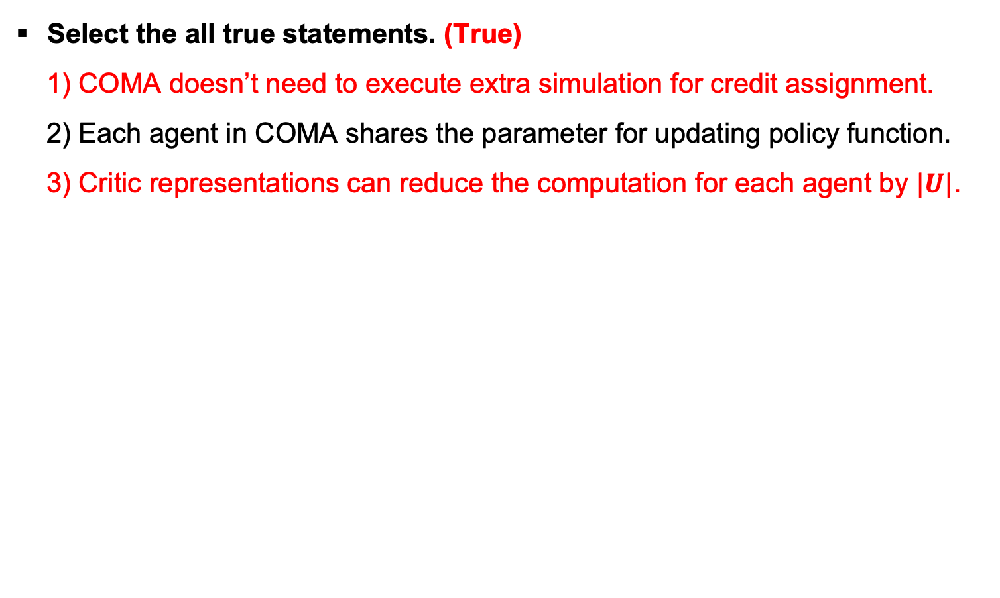 ▪ Select the all true statements. (True)
1) COMA doesn’t need to execute extra simulation for credit assignment.
2) Each agent in COMA shares the parameter for updating policy function.
3) Critic representations can reduce the computation for each agent by |U|.